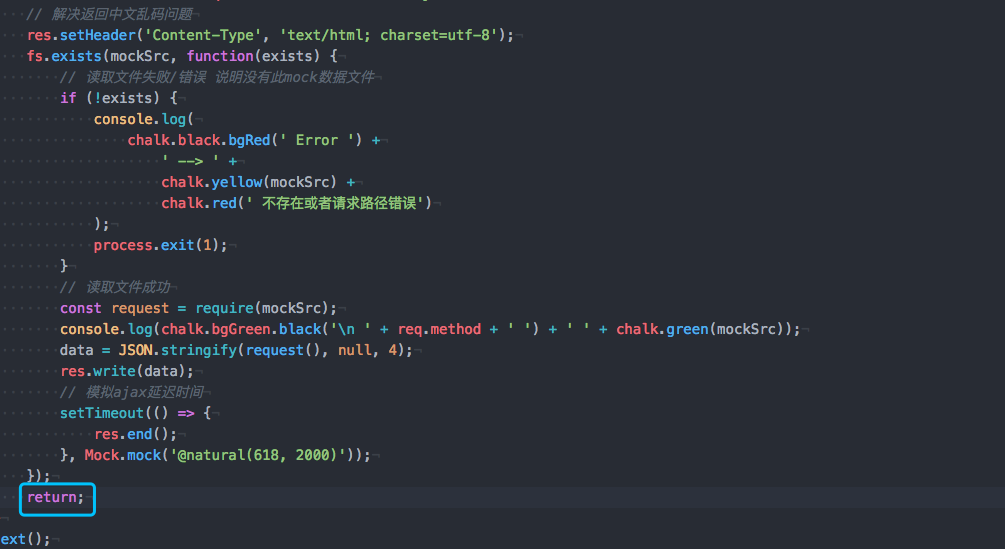 // 解决返回中文乱码问题
res.setHeader('Content-Type', 'text/html; charset=utf-8');
fs.exists(mockSrc, function(exists) {
// 读取文件失败/错误 说明没有此mock数据文件
if (!exists) {
console.log(
chalk.black.bgRed(' Error ') +
' --> ' +
chalk.yellow(mockSrc) +
chalk.red(' 不存在或者请求路径错误')
);
process.exit(1);
}
// 读取文件成功
const request = require(mockSrc);
console.log(chalk.bgGreen.black('\n ' + req.method + ' ') + ' ' + chalk.green(mockSrc));
data = JSON.stringify(request(), null, 4);
res.write(data);
// 模拟ajax延迟时间
setTimeout(() => {
res.end();
}, Mock.mock('@natural(618, 2000)'));
});
return;
ext();